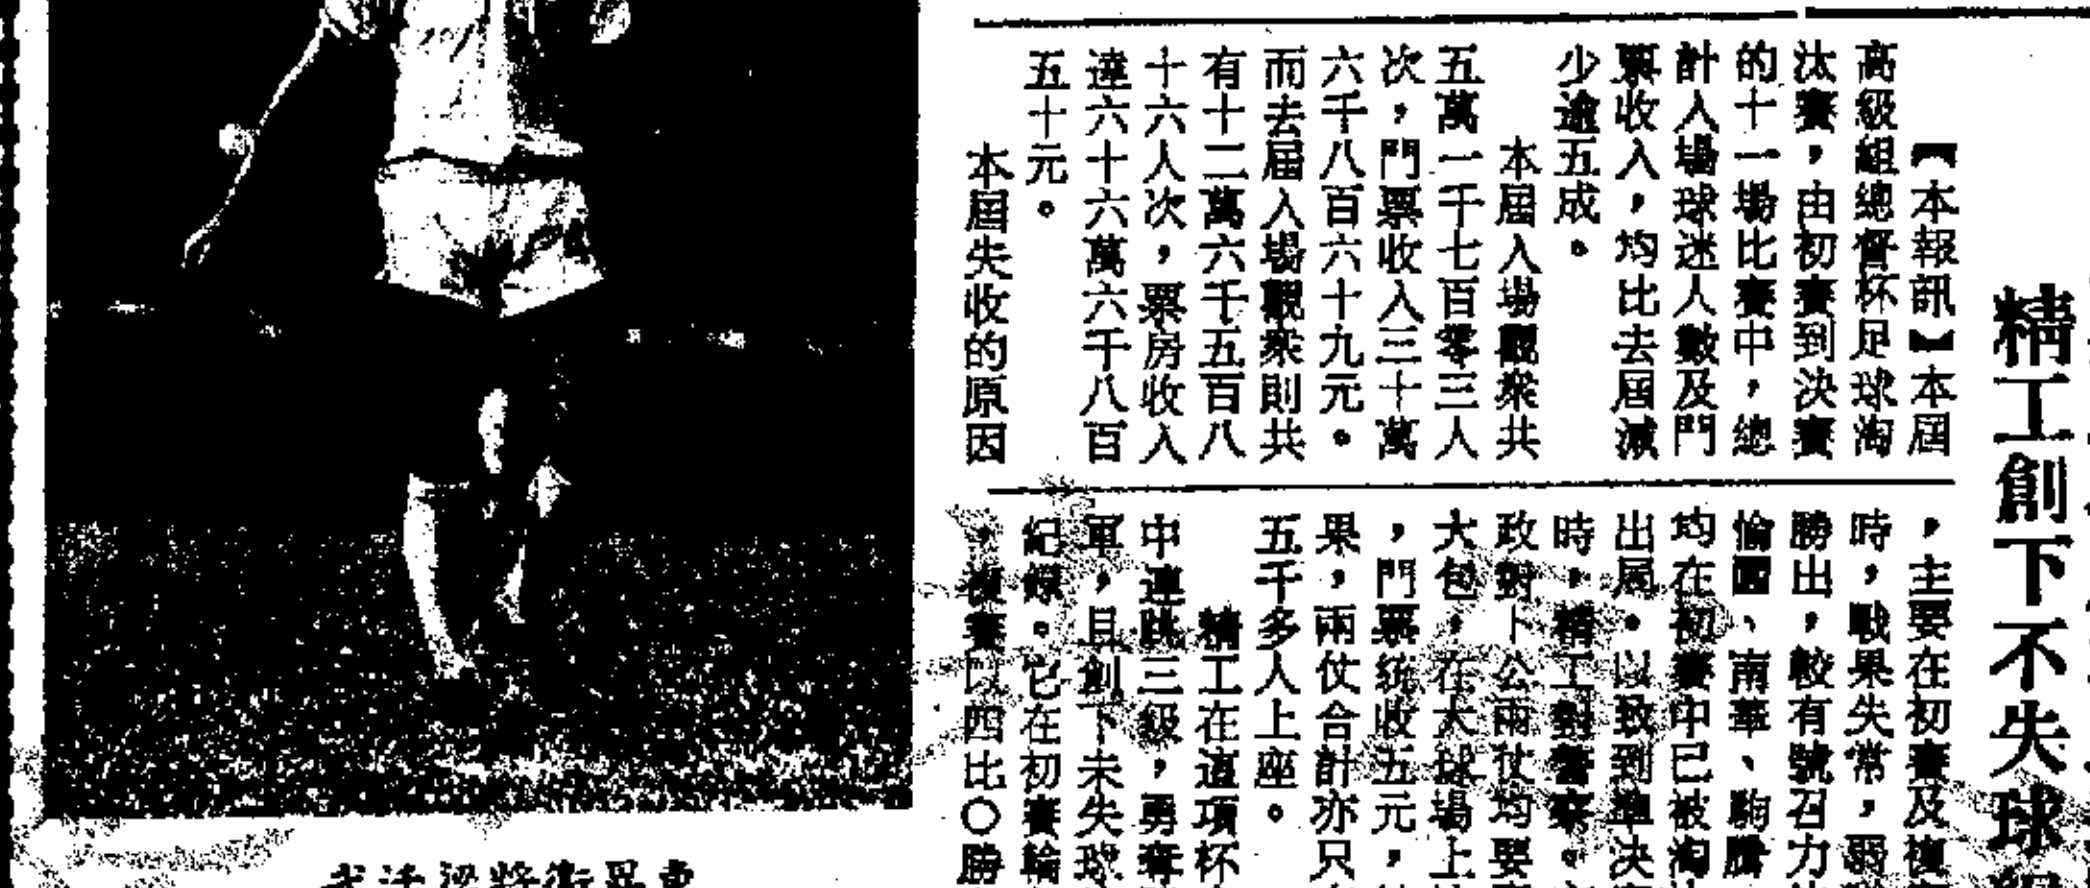 精工創下不失球
【本報訊】本屆
高級組總督杯足球淘
汰賽，由初賽到決賽
的十一場比賽中，總
計入場球迷人數及門
票收入，均比去屆減
少逾五成。
本屆入場觀衆共
五萬一千七百零三人
次，門票收入三十萬
六千八百六十九元。
而去屆入場觀衆則共
有十二萬六千五百八
十六人次，票房收入
達六十六萬六千八百
五十元。
本屆失收的原因
，主要在初賽及復
時，戰果失常，弱
勝出，較有號召力
愉園、南華、駒騰
均在初賽中已被淘
出局。以致到準決
時，精工對警察。
政對卜公兩仗均要
大包，在大球場上
，門票統收五元，
果，兩仗合計亦只
五千多人上座。
精工在這項杯
中連跳三級，勇奪
軍，且創下未失球
紀錄。它在初賽輪
，復賽以四比〇勝